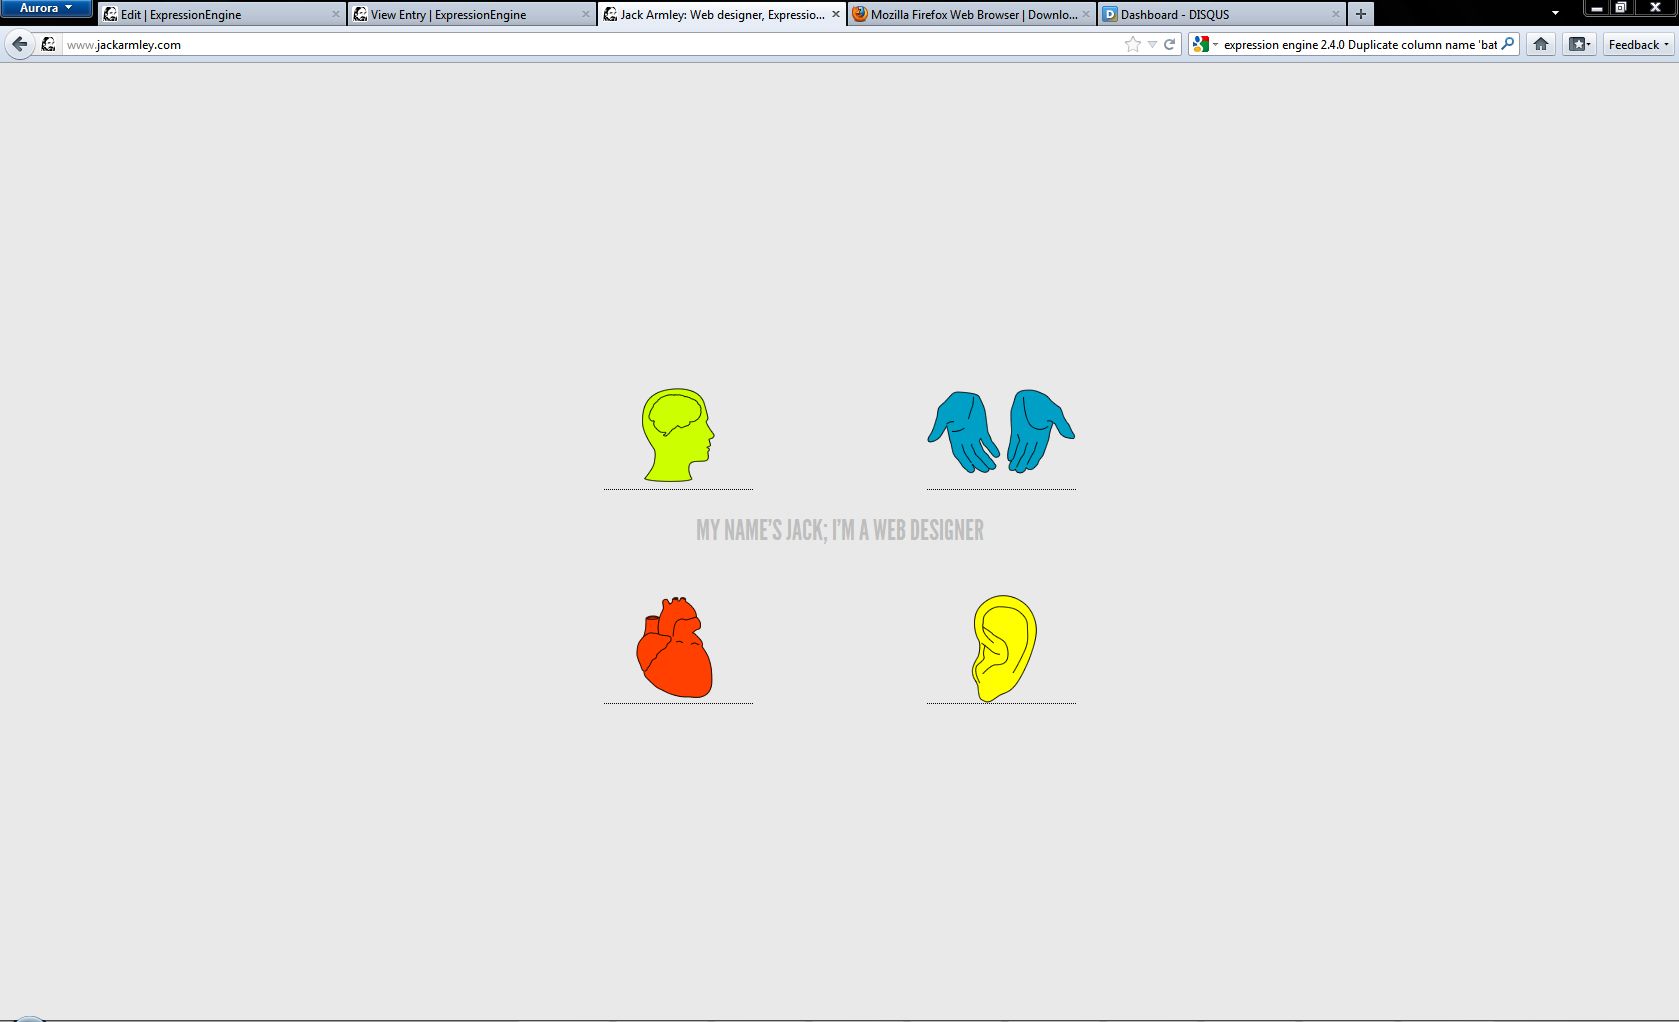 Aurora
Edit | ExpressionEngine
View Entry | ExpressionEngine
Jack Armley: Web designer, Expressio...
Mozilla Firefox Web Browser | Downlo...
Dashboard - DISQUS
www.jackarmley.com
expression engine 2.4.0 Duplicate column name 'bat
Feedback
MY NAME'S JACK; I'M A WEB DESIGNER